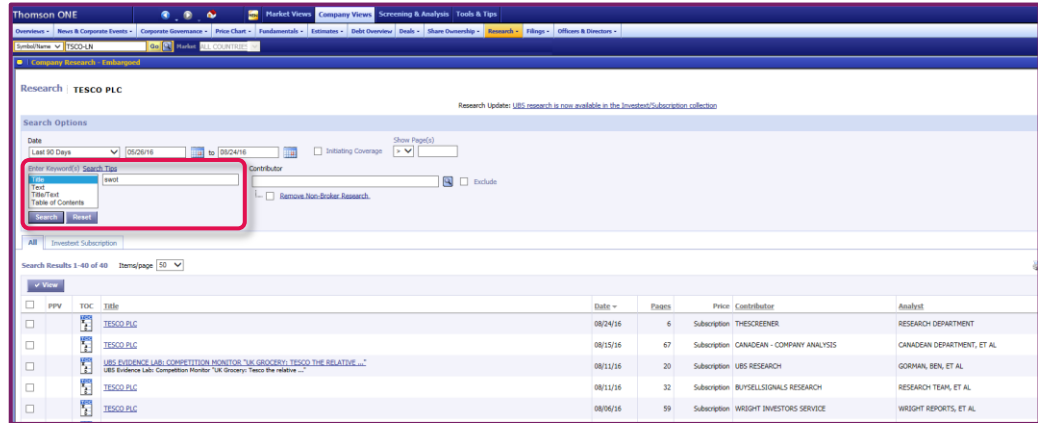 Thomson ONE Market Views Company Views Screening & Analysis Tools & Tips
Overviews News & Corporate Events Corporate Governance Price Chart Fundamentals Estimates Debt Overview Deals Share Ownership Research Filings Officers & Directors
Symbol/Name TSCO-LN Go Market ALL COUNTRIES
Company Research - Embargoed
Research | TESCO PLC
Research Update: UBS research is now available in the Investext/Subscription collection
Search Options
Date Show Page(s)
Last 90 Days 05/26/16 to 08/24/16 Initiating Coverage >
Enter Keyword(s) Search Tips Contributor
Title swot Exclude
Text
Title/Text Remove Non-Broker Research.
Table of Contents
Search Reset
All Investext Subscription
Search Results 1-40 of 40 Items/page 50
View
PPV TOC Title Date Pages Price Contributor Analyst
TESCO PLC 08/24/16 6 Subscription THESCREENER RESEARCH DEPARTMENT
TESCO PLC 08/15/16 67 Subscription CANADEAN - COMPANY ANALYSIS CANADEAN DEPARTMENT, ET AL
UBS EVIDENCE LAB: COMPETITION MONITOR "UK GROCERY: TESCO THE RELATIVE ..." 08/11/16 20 Subscription UBS RESEARCH GORMAN, BEN, ET AL
UBS Evidence Lab: Competition Monitor "UK Grocery: Tesco the relative ..."
TESCO PLC 08/11/16 32 Subscription BUYSELLSIGNALS RESEARCH RESEARCH TEAM, ET AL
TESCO PLC 08/06/16 59 Subscription WRIGHT INVESTORS SERVICE WRIGHT REPORTS, ET AL